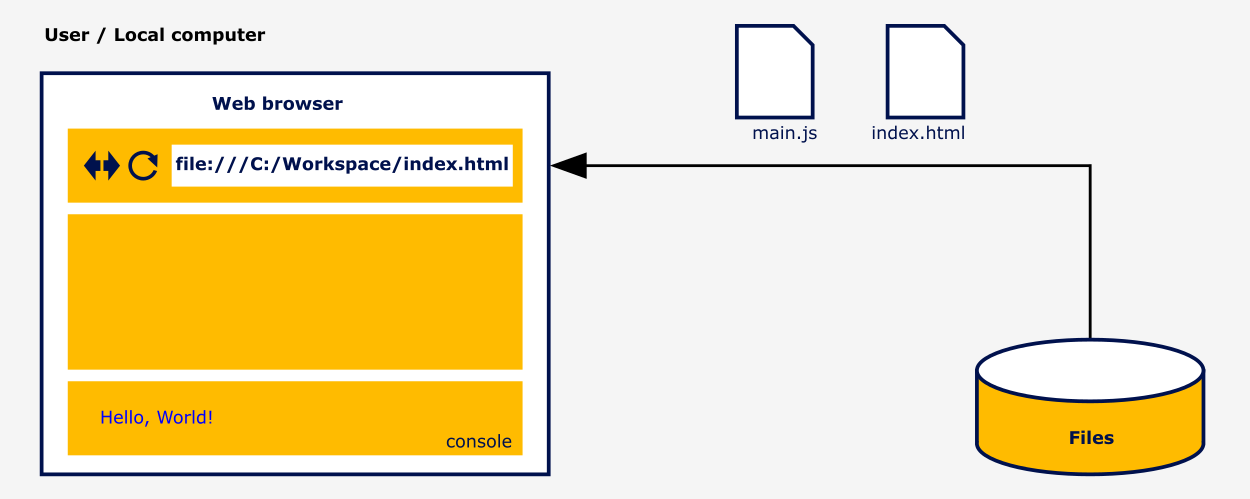 User / Local computer
Web browser
file:///C:/Workspace/index.html
Hello, World!
console
main.js
index.html
Files